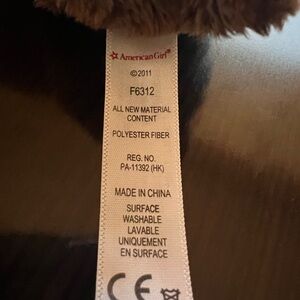 American Girl®
©2011
F6312
ALL NEW MATERIAL
CONTENT
POLYESTER FIBER
REG. NO.
PA-11392 (HK)
MADE IN CHINA
SURFACE
WASHABLE
LAVABLE
UNIQUEMENT
EN SURFACE
CE